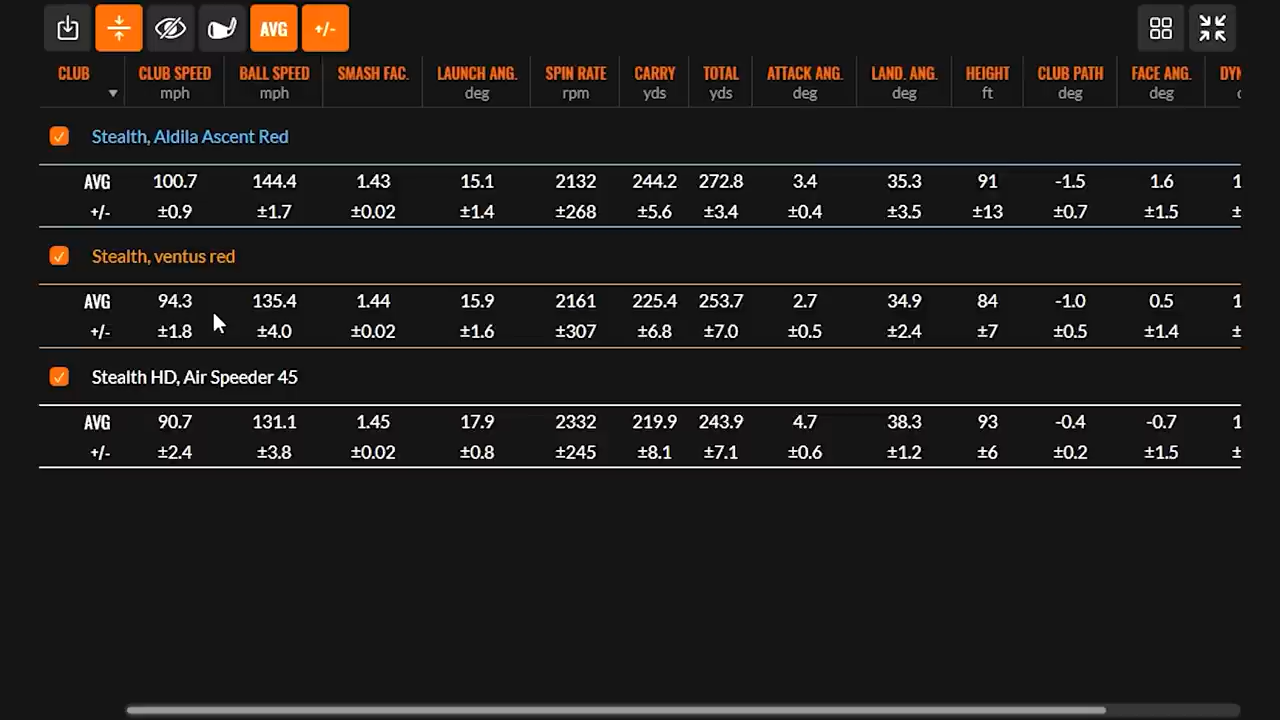 AVG +/-
CLUB CLUB SPEED BALL SPEED SMASH FAC. LAUNCH ANG. SPIN RATE CARRY TOTAL ATTACK ANG. LAND. ANG. HEIGHT CLUB PATH FACE ANG. DYN
mph mph deg rpm yds yds deg deg ft deg deg
Stealth, Aldila Ascent Red
AVG 100.7 144.4 1.43 15.1 2132 244.2 272.8 3.4 35.3 91 -1.5 1.6 1
+/- ±0.9 ±1.7 ±0.02 ±1.4 ±268 ±5.6 ±3.4 ±0.4 ±3.5 ±13 ±0.7 ±1.5 ±
Stealth, ventus red
AVG 94.3 135.4 1.44 15.9 2161 225.4 253.7 2.7 34.9 84 -1.0 0.5 1
+/- ±1.8 ±4.0 ±0.02 ±1.6 ±307 ±6.8 ±7.0 ±0.5 ±2.4 ±7 ±0.5 ±1.4 ±
Stealth HD, Air Speeder 45
AVG 90.7 131.1 1.45 17.9 2332 219.9 243.9 4.7 38.3 93 -0.4 -0.7 1
+/- ±2.4 ±3.8 ±0.02 ±0.8 ±245 ±8.1 ±7.1 ±0.6 ±1.2 ±6 ±0.2 ±1.5 ±